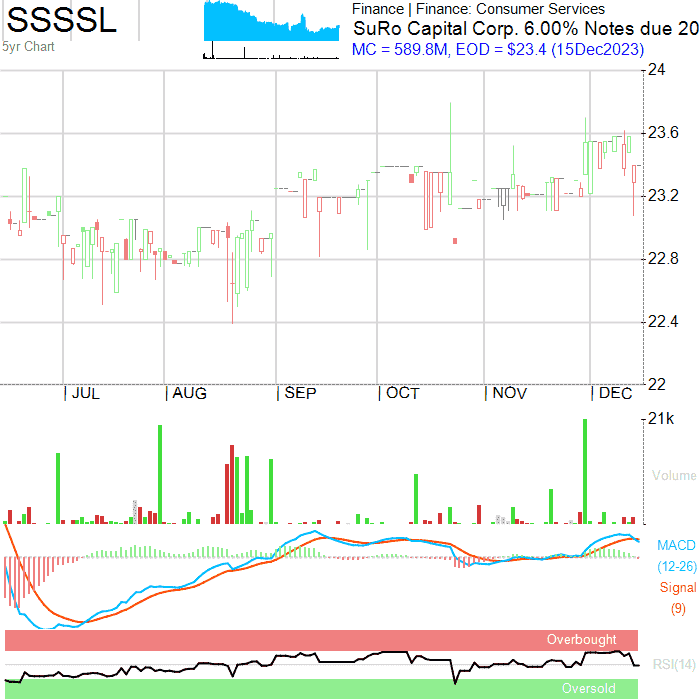 SSSSL
5yr Chart
Finance | Finance: Consumer Services
SuRo Capital Corp. 6.00% Notes due 20
MC = 589.8M, EOD = $23.4 (15Dec2023)
24
23.6
23.2
22.8
22.4
22
| JUL | AUG | SEP | OCT | NOV | DEC
21k
Volume
MACD
(12-26)
Signal
(9)
Overbought
RSI(14)
Oversold